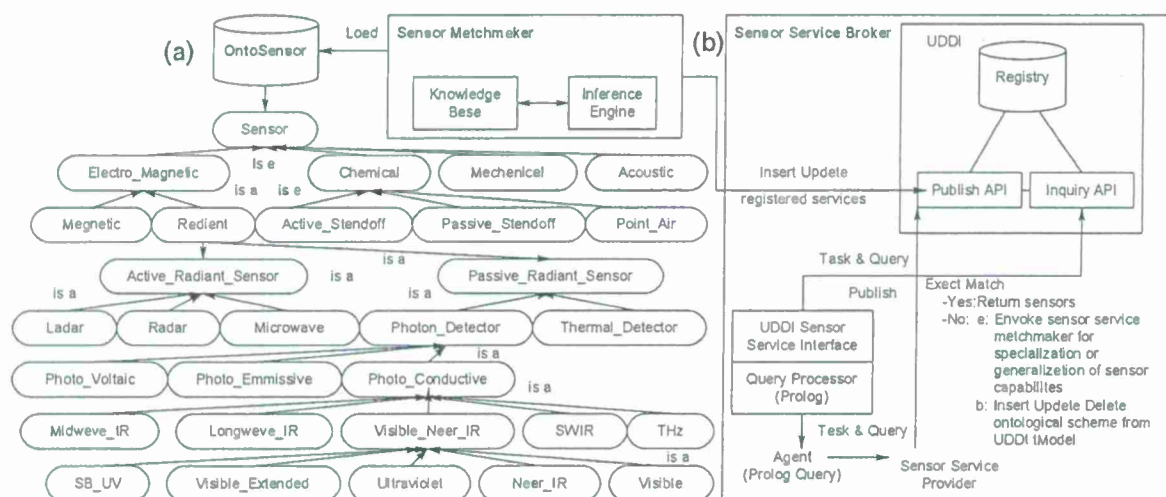 (a)
OntoSensor
Loed
Sensor Metchmeker
Knowledge
Bese
Inference
Engine
Sensor
Is e
Electro_Magnetic
Chemical
Mechenicel
Acoustic
is a
is e
Megnetic
Redient
Active_Stendoff
Passive_Stendoff
Point_Air
Active_Radiant_Sensor
is a
Passive_Radiant_Sensor
is a
is a
Ladar
Radar
Microwave
Photon_Detector
Thermal_Detector
is a
Photo_Voltaic
Photo_Emmissive
Photo_Conductive
is a
Midweve_IR
Longweve_IR
Visible_Neer_IR
SWIR
THz
is a
SB_UV
Visible_Extended
Ultraviolet
Neer_IR
Visible
(b)
Sensor Service Broker
UDDI
Registry
Insert Updete
registered services
Publish API
Inquiry API
Task & Query
Publish
Exect Match
-Yes:Return sensors
-No: e: Envoke sensor service
metchmaker for
specialization or
generalizetion of sensor
capabilites
b: Insert Updete Delete
ontological scheme from
UDDI tModel
UDDI Sensor
Service Interface
Query Processor
(Prolog)
Tesk & Query
Agent
(Prolog Query)
Sensor Service
Provider